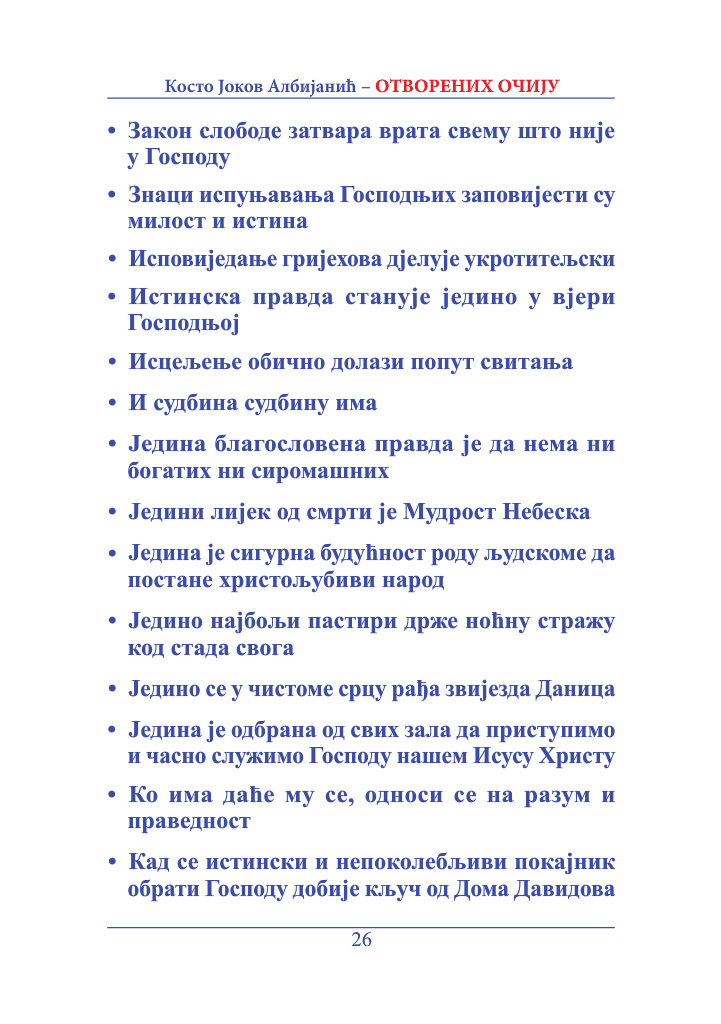 Косто Јоков Албијанић – ОТВОРЕНИХ ОЧИЈУ
• Закон слободе затвара врата свему што није
у Господу
• Знаци испуњавања Господњих заповијести су
милост и истина
• Исповиједање гријехова дјелује укротитељски
• Истинска правда станује једино у вјери
Господњој
• Исцељење обично долази попут свитања
• И судбина судбину има
• Једина благословена правда је да нема ни
богатих ни сиромашних
• Једини лијек од смрти је Мудрост Небеска
• Једина је сигурна будућност роду људскоме да
постане христољубиви народ
• Једино најбољи пастири држе ноћну стражу
код стада свога
• Једино се у чистоме срцу рађа звијезда Даница
• Једина је одбрана од свих зала да приступимо
и часно служимо Господу нашем Исусу Христу
• Ко има даће му се, односи се на разум и
праведност
• Кад се истински и непоколебљиви покајник
обрати Господу добије кључ од Дома Давидова
26